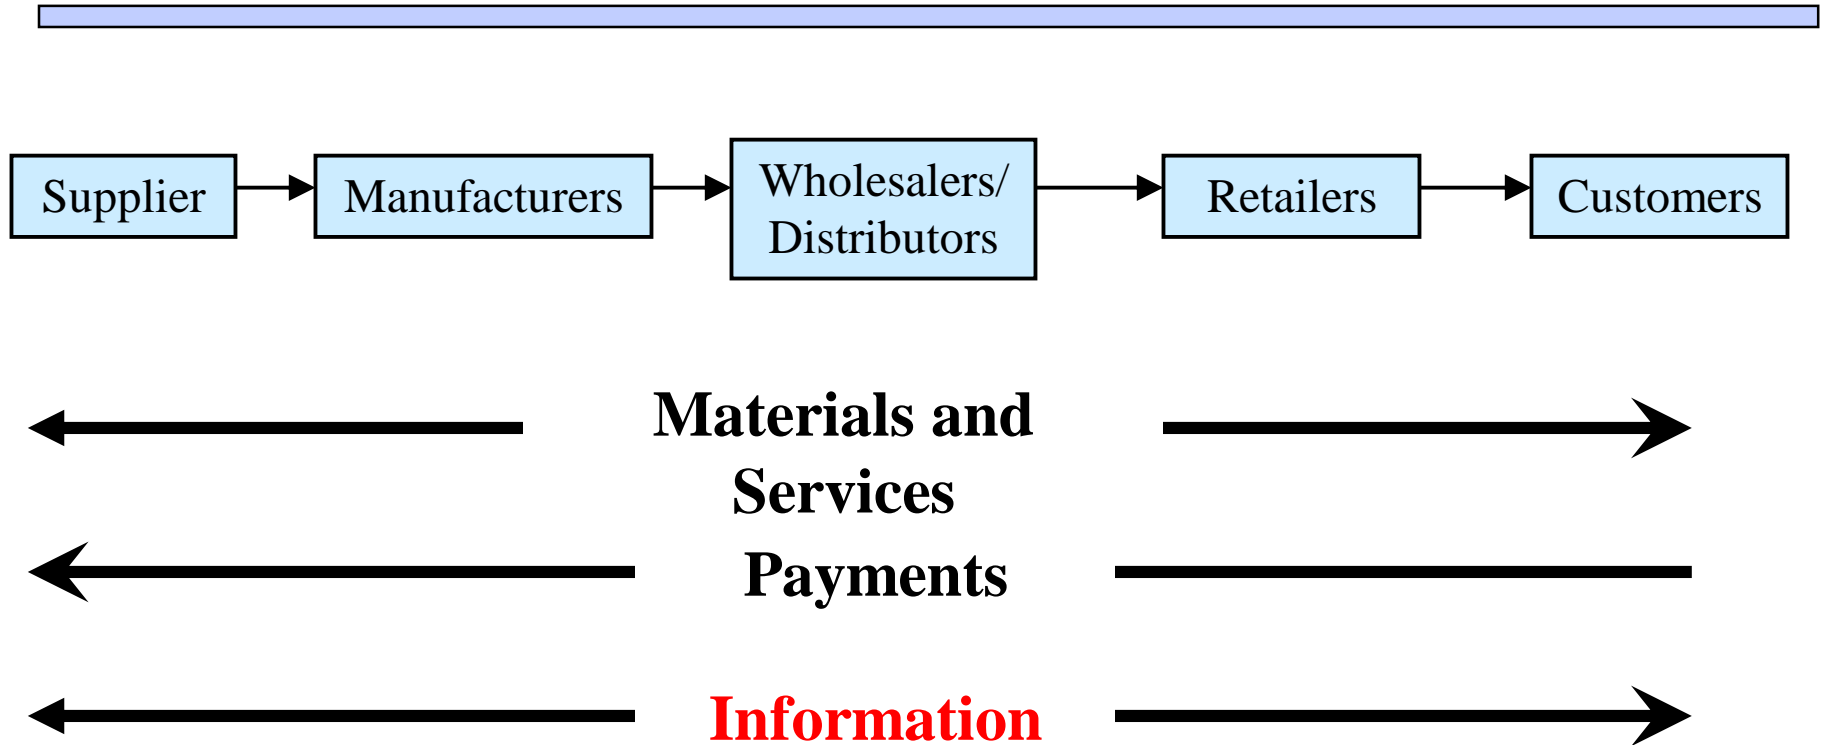 Supplier
Manufacturers
Wholesalers/
Distributors
Retailers
Customers
Materials and
Services
Payments
Information